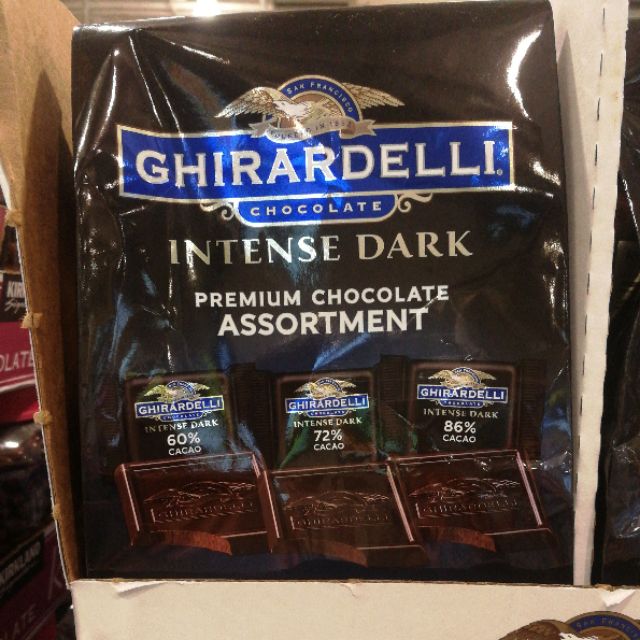 SAN FRANCISCO
GHIRARDELLI
CHOCOLATE
INTENSE DARK
PREMIUM CHOCOLATE
ASSORTMENT
GHIRARDELLI
INTENSE DARK
60%
CACAO
GHIRARDELLI
INTENSE DARK
72%
CACAO
GHIRARDELLI
INTENSE DARK
86%
CACAO